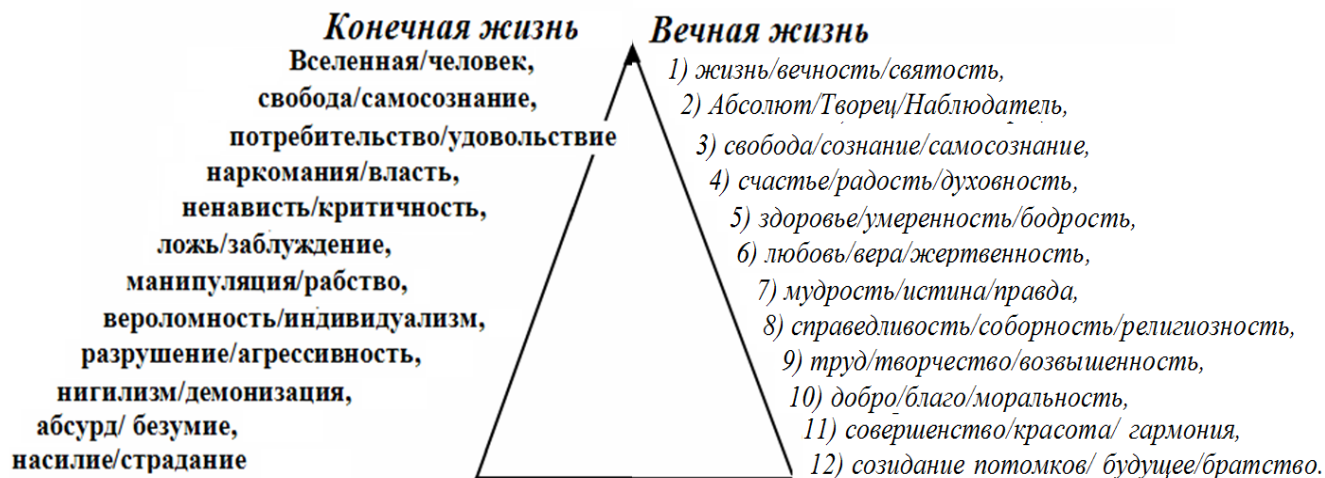 Конечная жизнь
Вселенная/человек,
свобода/самосознание,
потребительство/удовольствие
наркомания/власть,
ненависть/критичность,
ложь/заблуждение,
манипуляция/рабство,
вероломность/индивидуализм,
разрушение/агрессивность,
нигилизм/демонизация,
абсурд/ безумие,
насилие/страдание
Вечная жизнь
1) жизнь/вечность/святость,
2) Абсолют/Творец/Наблюдатель,
3) свобода/сознание/самосознание,
4) счастье/радость/духовность,
5) здоровье/умеренность/бодрость,
6) любовь/вера/жертвенность,
7) мудрость/истина/правда,
8) справедливость/соборность/религиозность,
9) труд/творчество/возвышенность,
10) добро/благо/моральность,
11) совершенство/красота/ гармония,
12) созидание потомков/ будущее/братство.